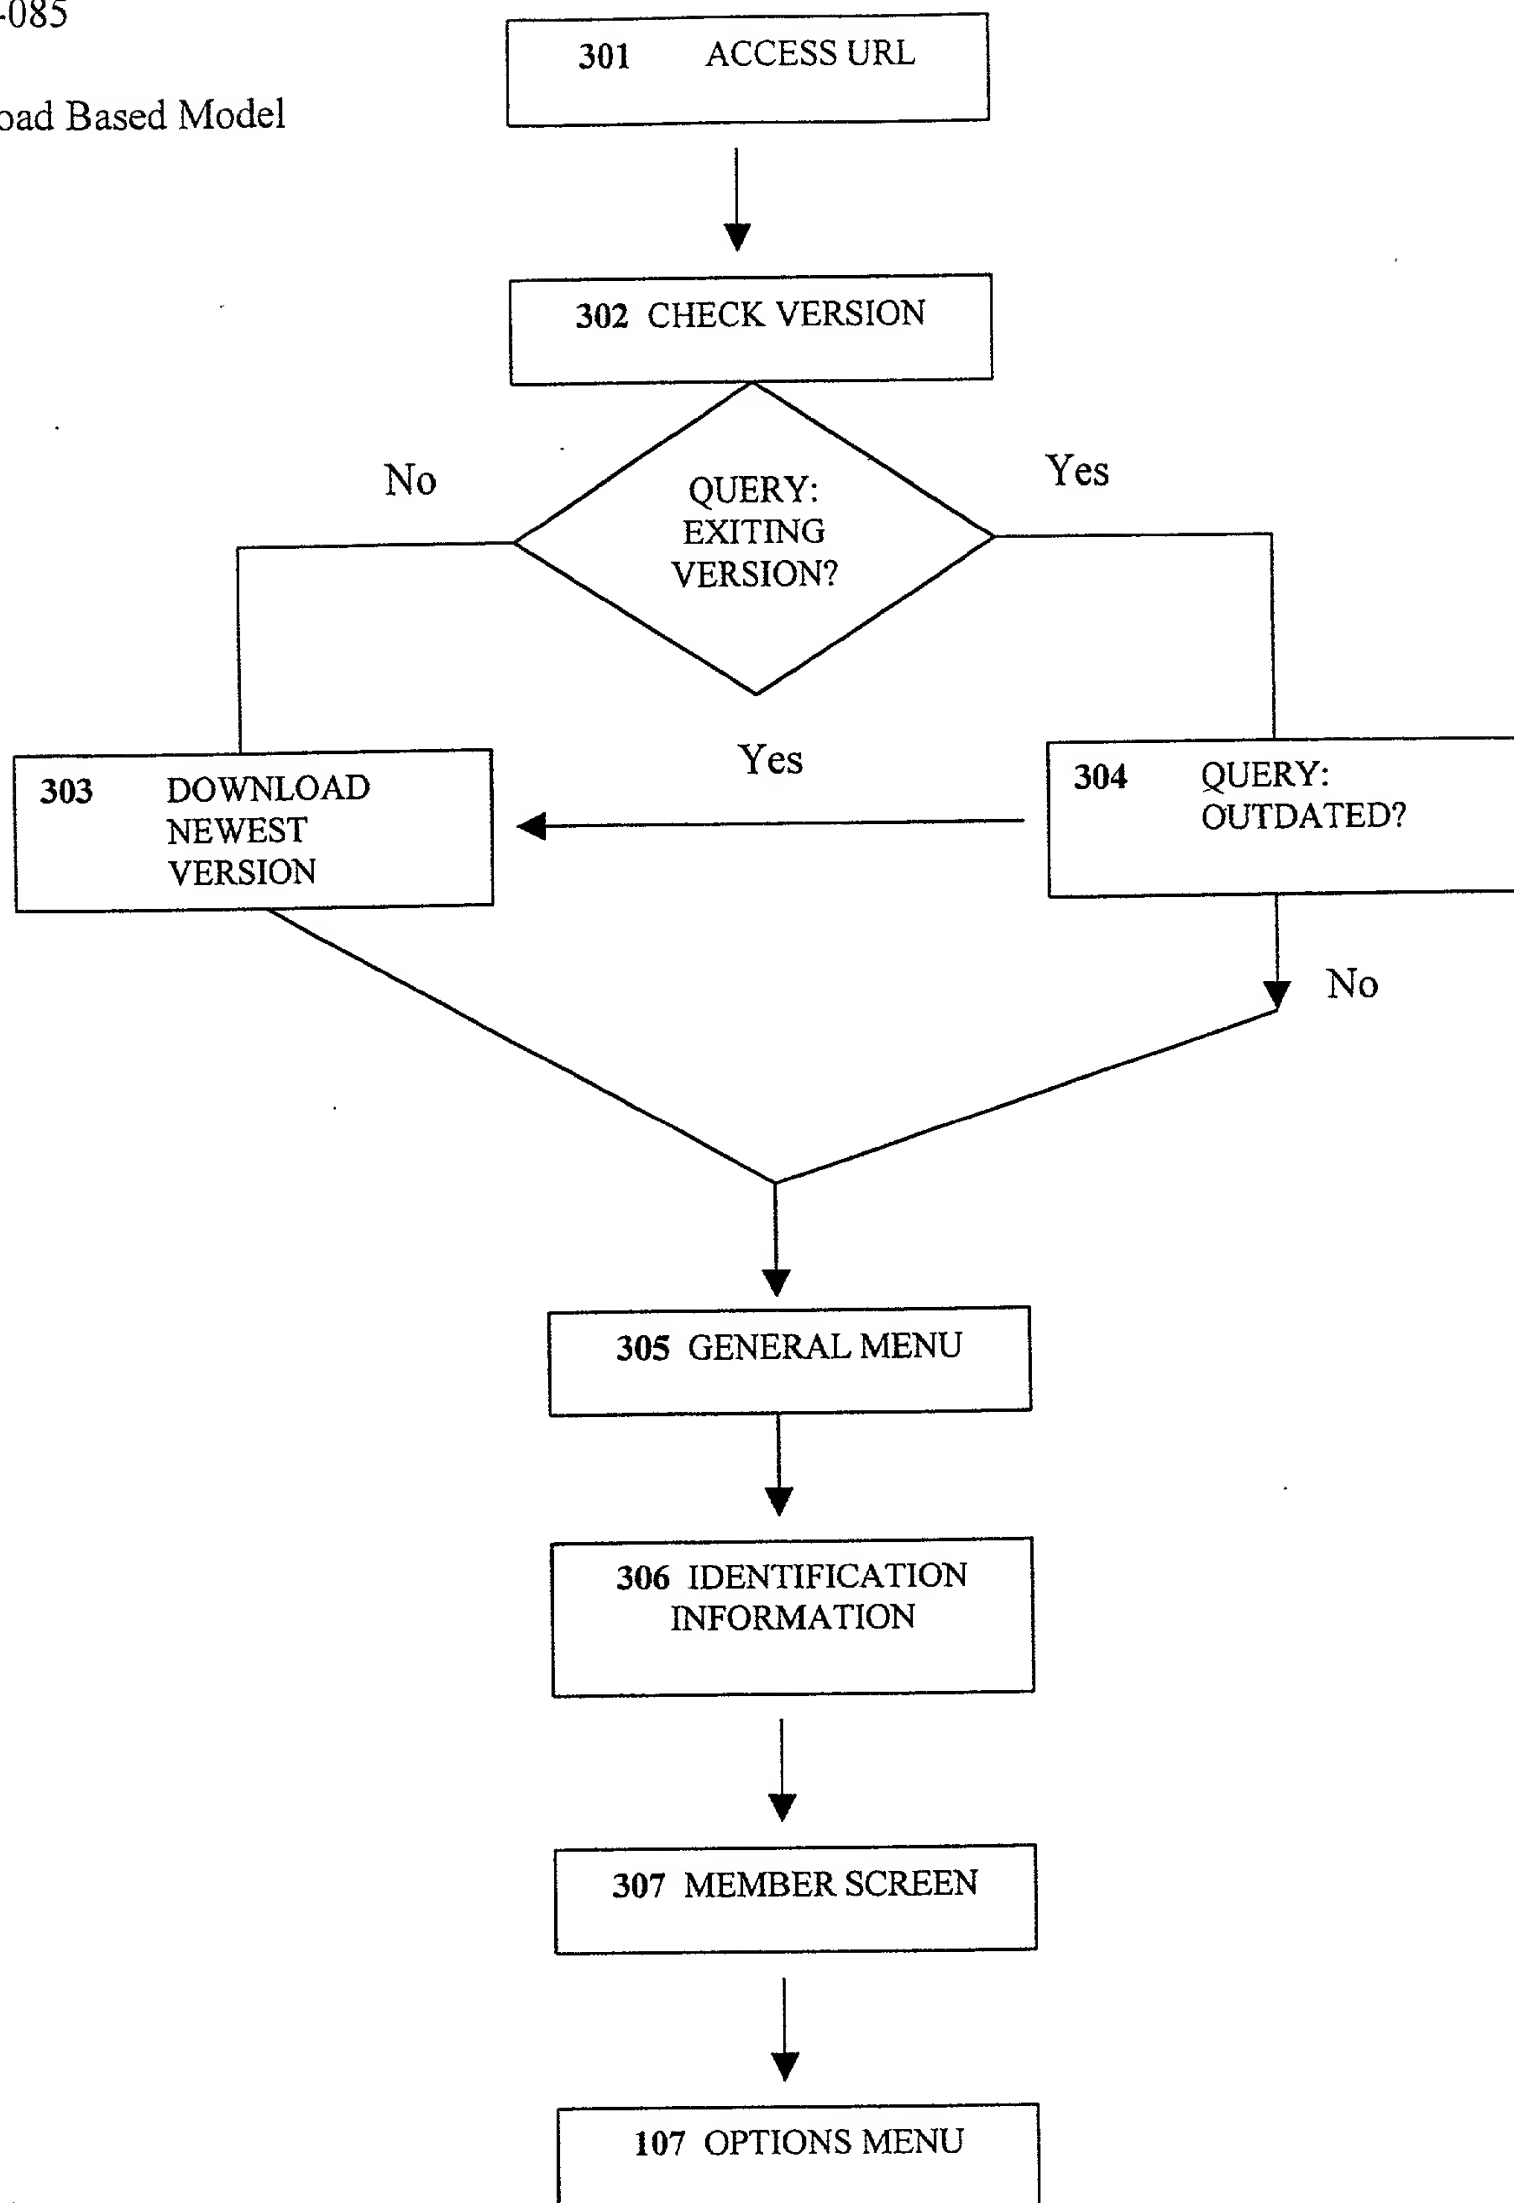 -085
301 ACCESS URL
oad Based Model
302 CHECK VERSION
No
Yes
QUERY:
EXITING
VERSION?
Yes
303 DOWNLOAD
NEWEST
VERSION
304 QUERY:
OUTDATED?
No
305 GENERAL MENU
306 IDENTIFICATION
INFORMATION
307 MEMBER SCREEN
107 OPTIONS MENU